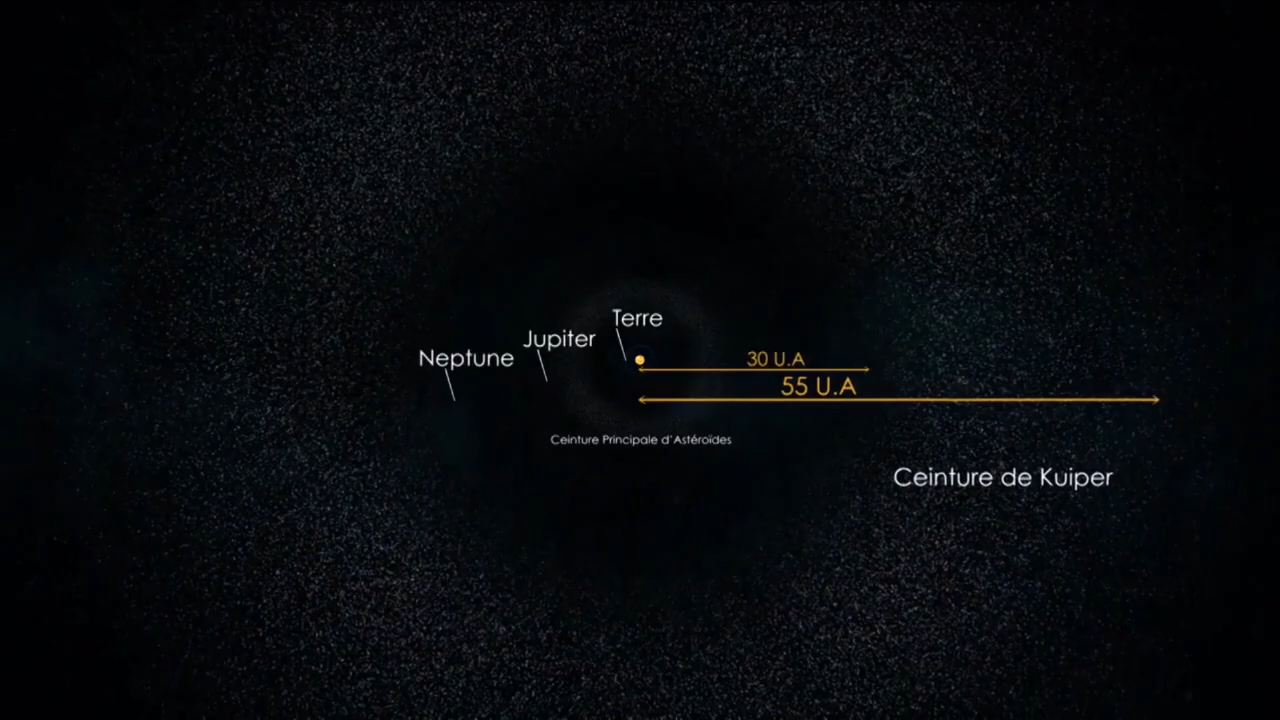 Terre
Jupiter
Neptune
30 U.A
55 U.A
Ceinture Principale d'Astéroïdes
Ceinture de Kuiper